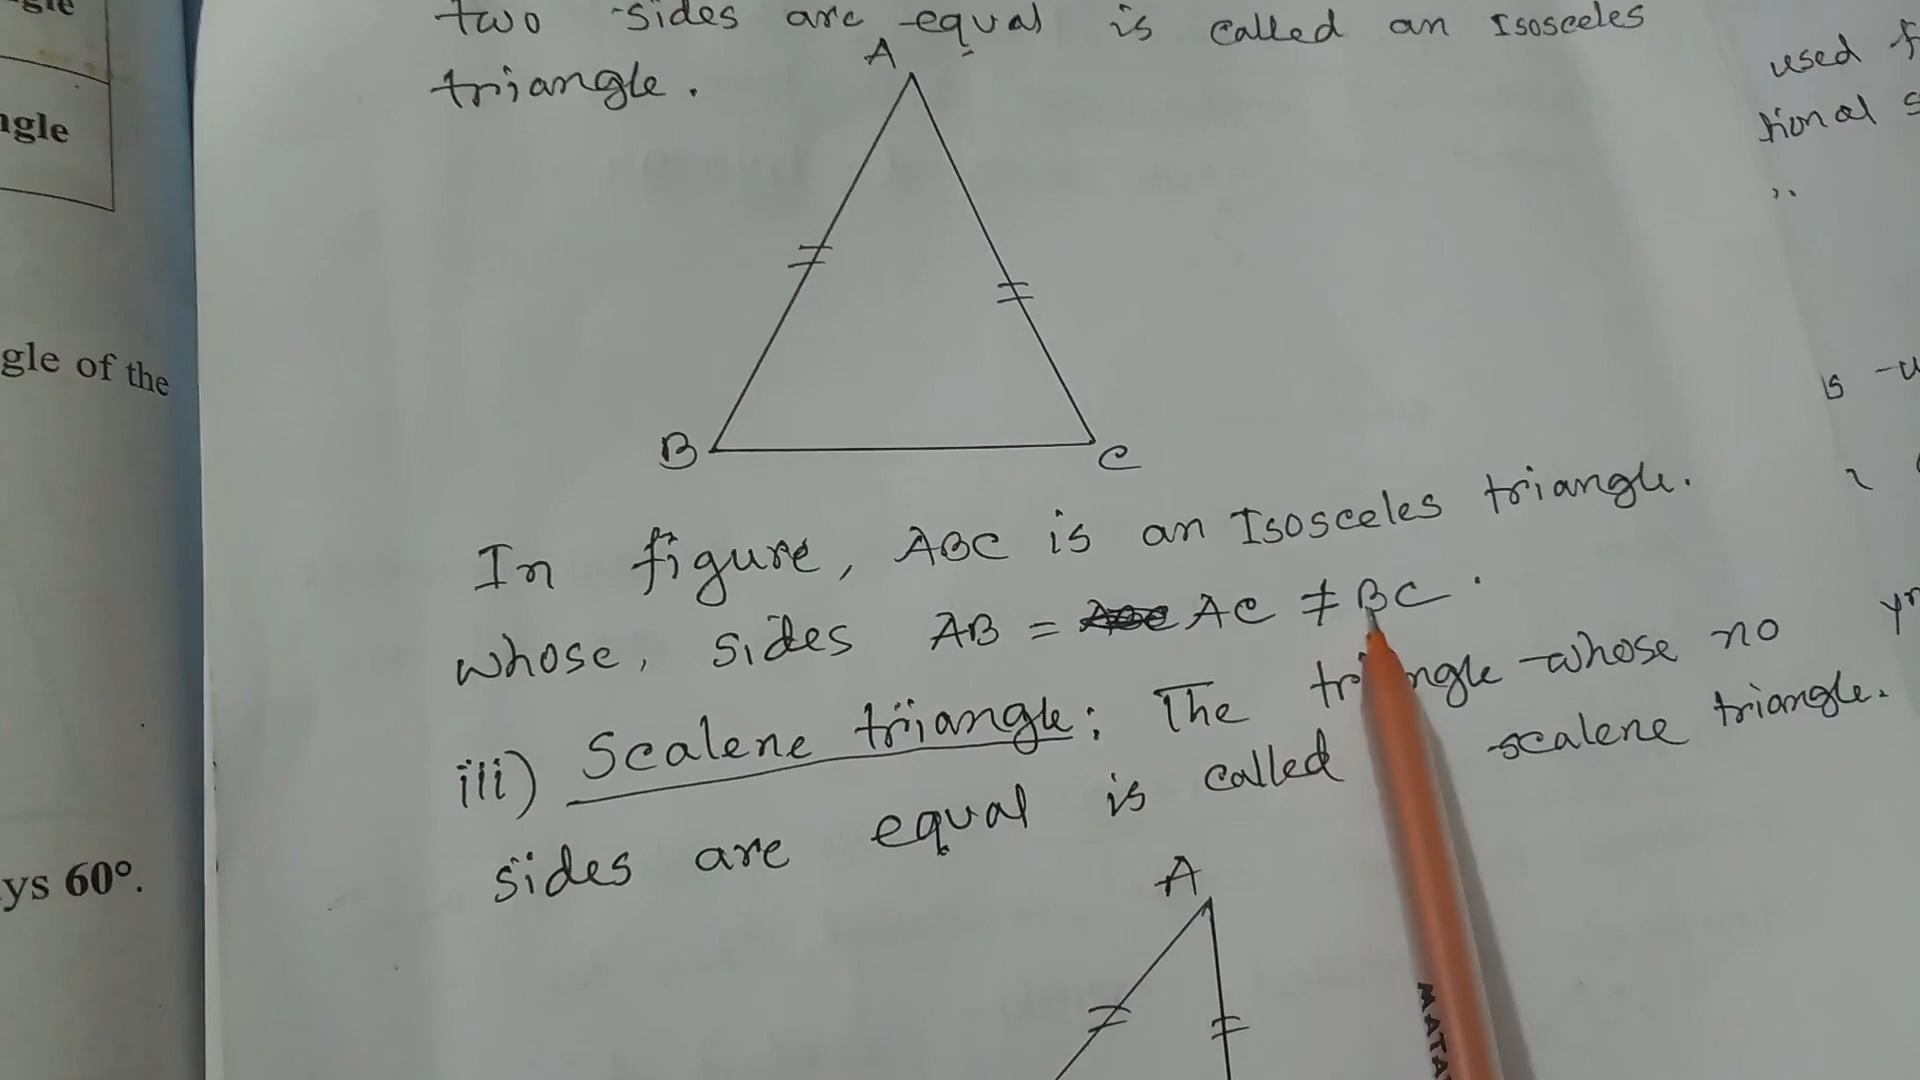 two sides are equal is called an Isosceles
triangle.
A
B
C
In figure, ABC is an Isosceles triangle.
whose, sides AB = AC ≠ BC.
iii) Scalene triangle: The triangle whose no
sides are equal is called scalene triangle.
A
gle of the
ys 60°.
used
tional
is
MATA